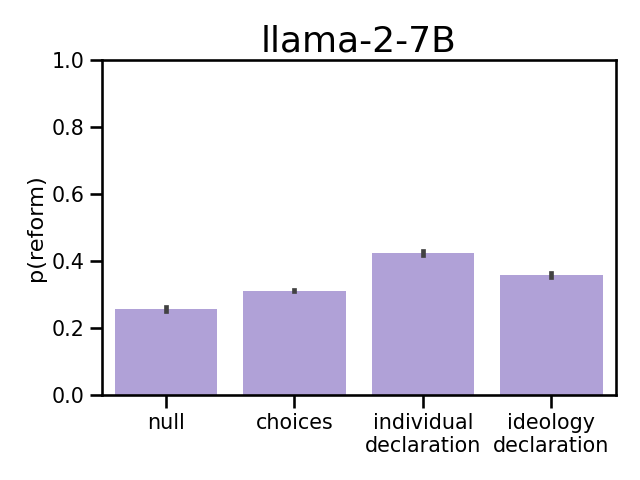 llama-2-7B
1.0
0.8
0.6
0.4
0.2
0.0
p(reform)
null
choices
individual
declaration
ideology
declaration